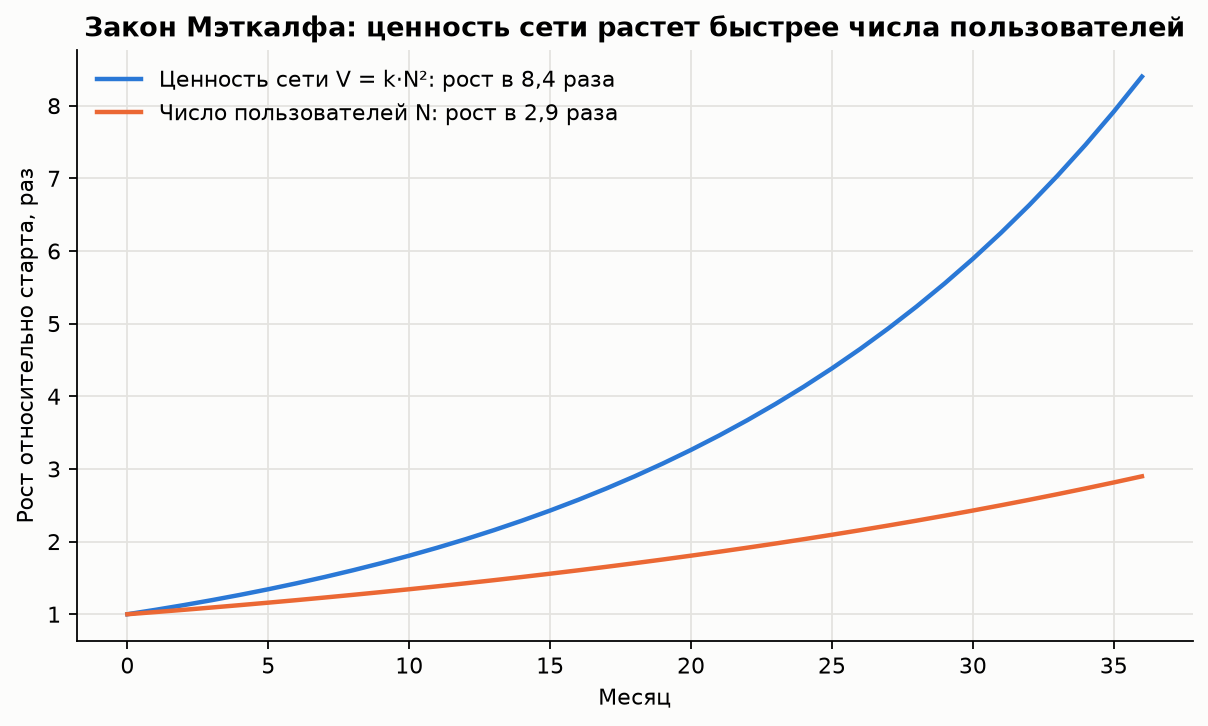 Закон Мэткалфа: ценность сети растет быстрее числа пользователей
Ценность сети V = k·N²: рост в 8,4 раза
Число пользователей N: рост в 2,9 раза
Рост относительно старта, раз
8
7
6
5
4
3
2
1
0 5 10 15 20 25 30 35
Месяц